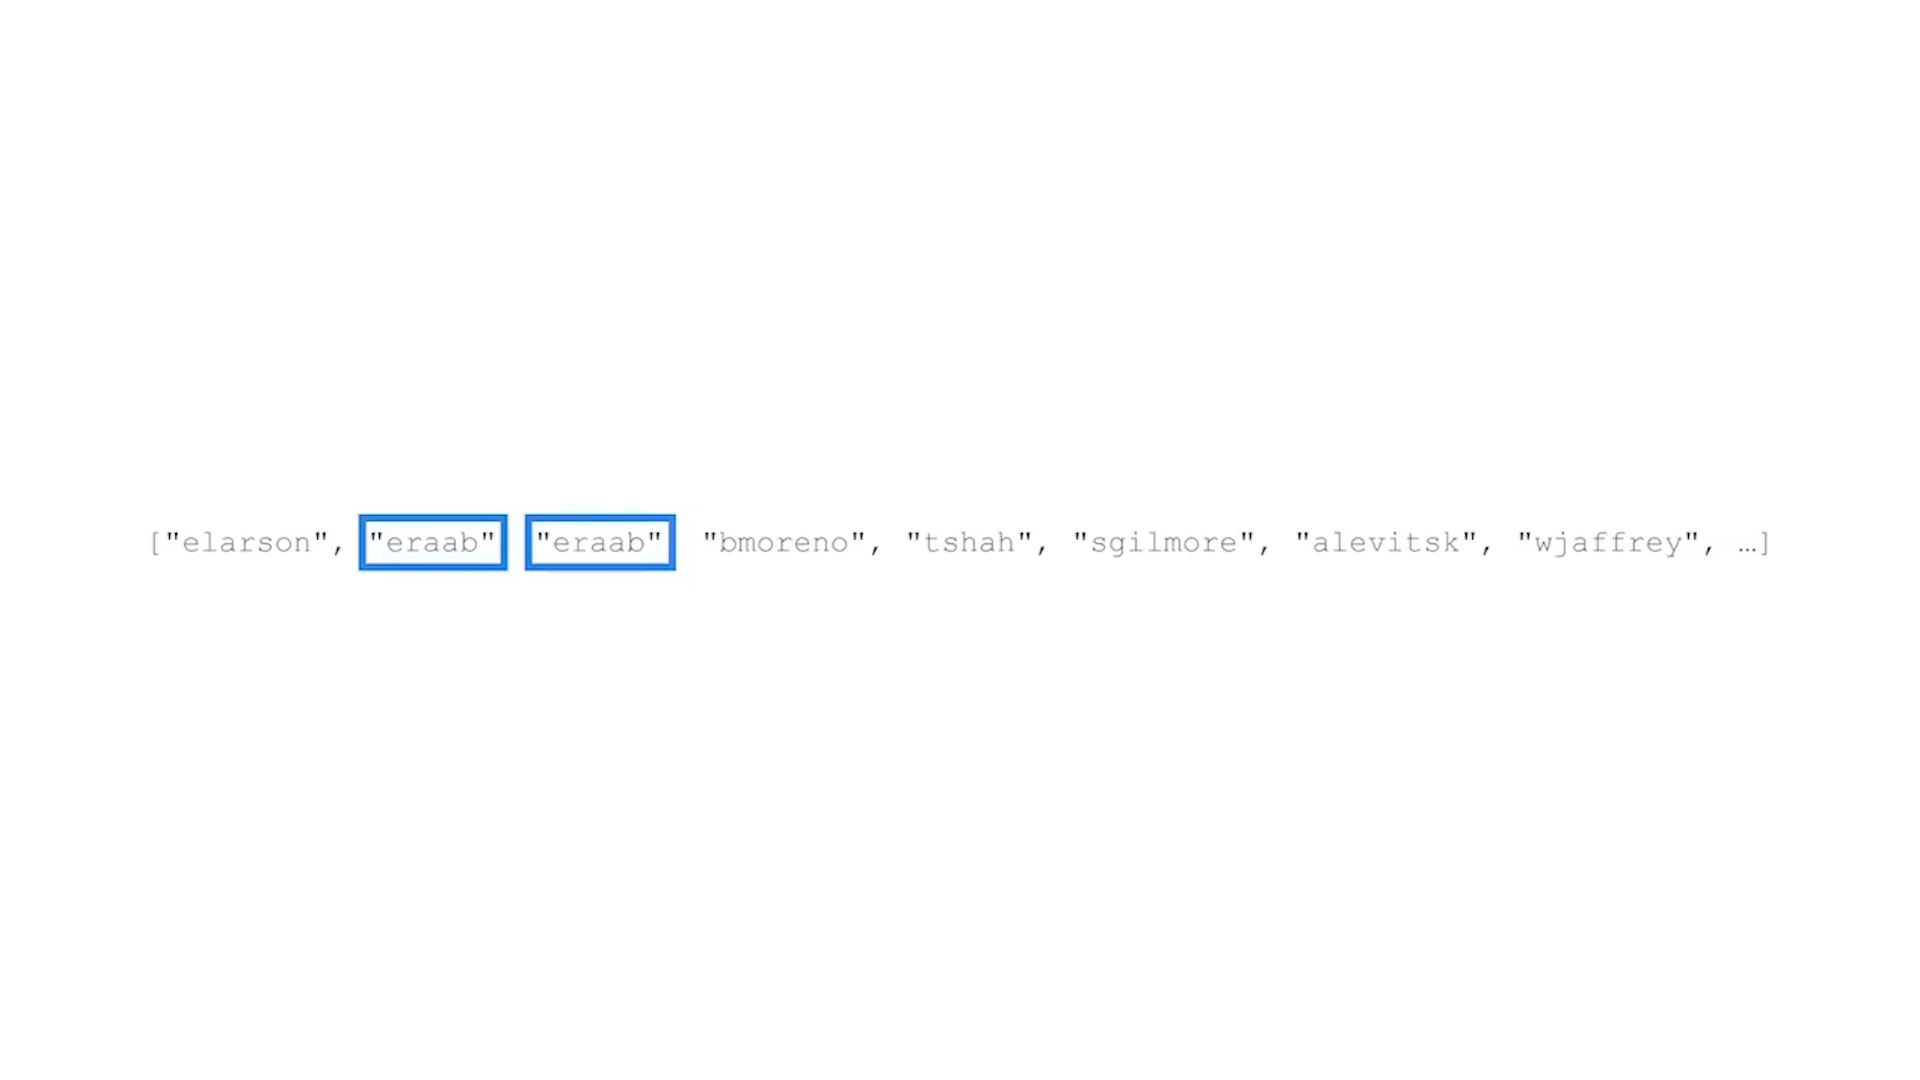 ["elarson", "eraab" "eraab" "bmoreno", "tshah", "sgilmore", "alevitsk", "wjaffrey", …]